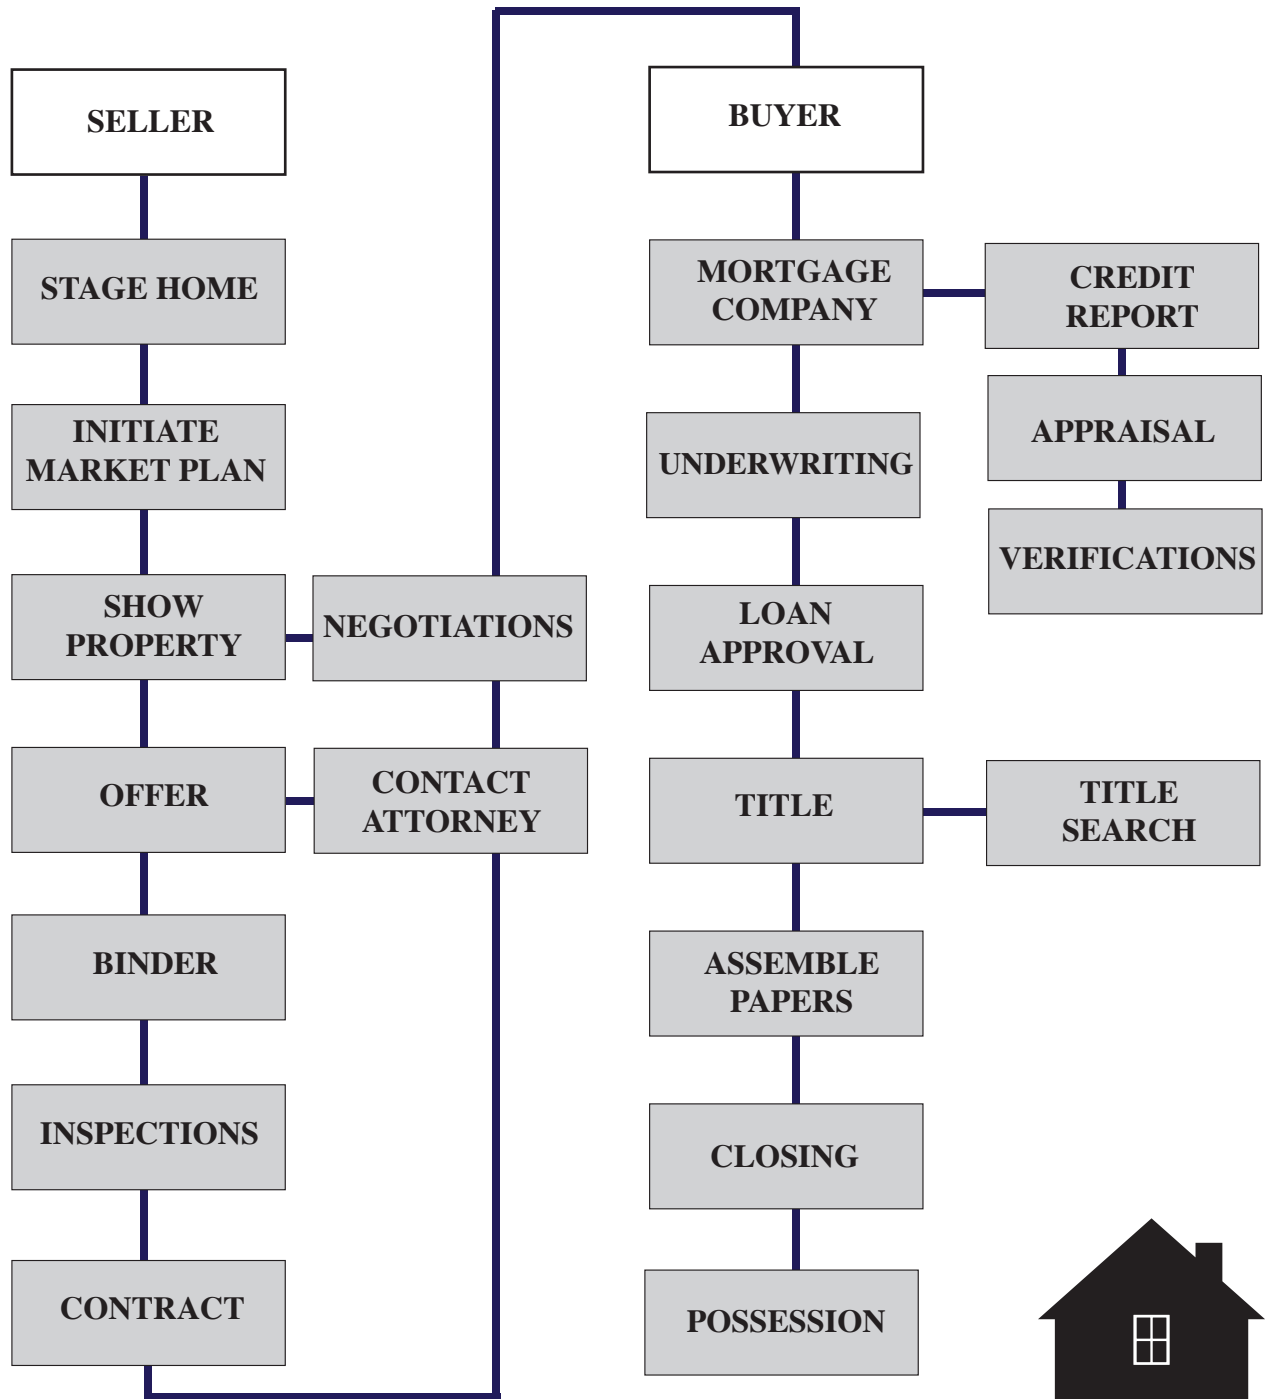 SELLER
STAGE HOME
INITIATE
MARKET PLAN
SHOW
PROPERTY
NEGOTIATIONS
OFFER
CONTACT
ATTORNEY
BINDER
INSPECTIONS
CONTRACT
BUYER
MORTGAGE
COMPANY
CREDIT
REPORT
APPRAISAL
VERIFICATIONS
UNDERWRITING
LOAN
APPROVAL
TITLE
TITLE
SEARCH
ASSEMBLE
PAPERS
CLOSING
POSSESSION